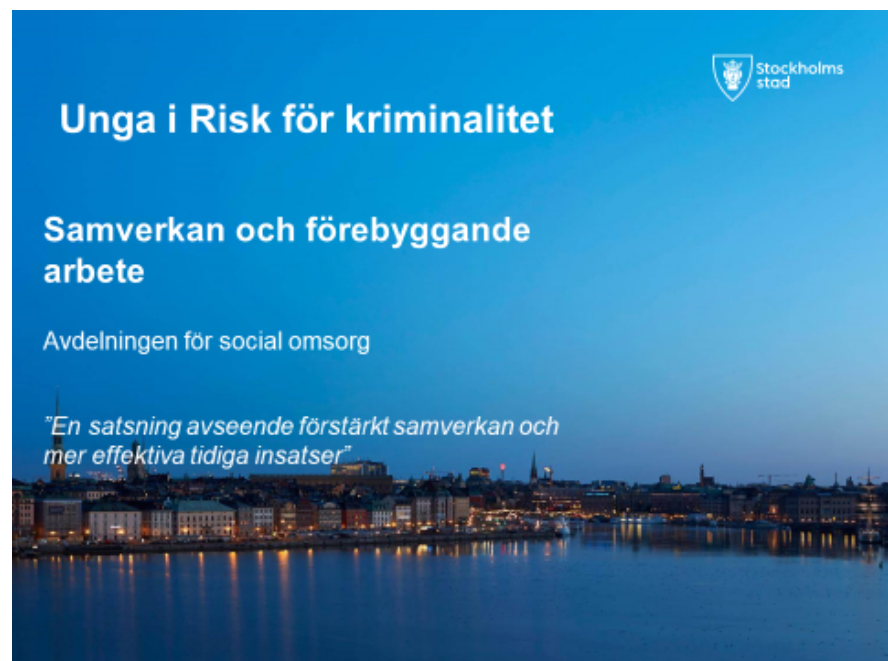 Stockholms
stad
Unga i Risk för kriminalitet
Samverkan och förebyggande
arbete
Avdelningen för social omsorg
”En satsning avseende förstärkt samverkan och
mer effektiva tidiga insatser”